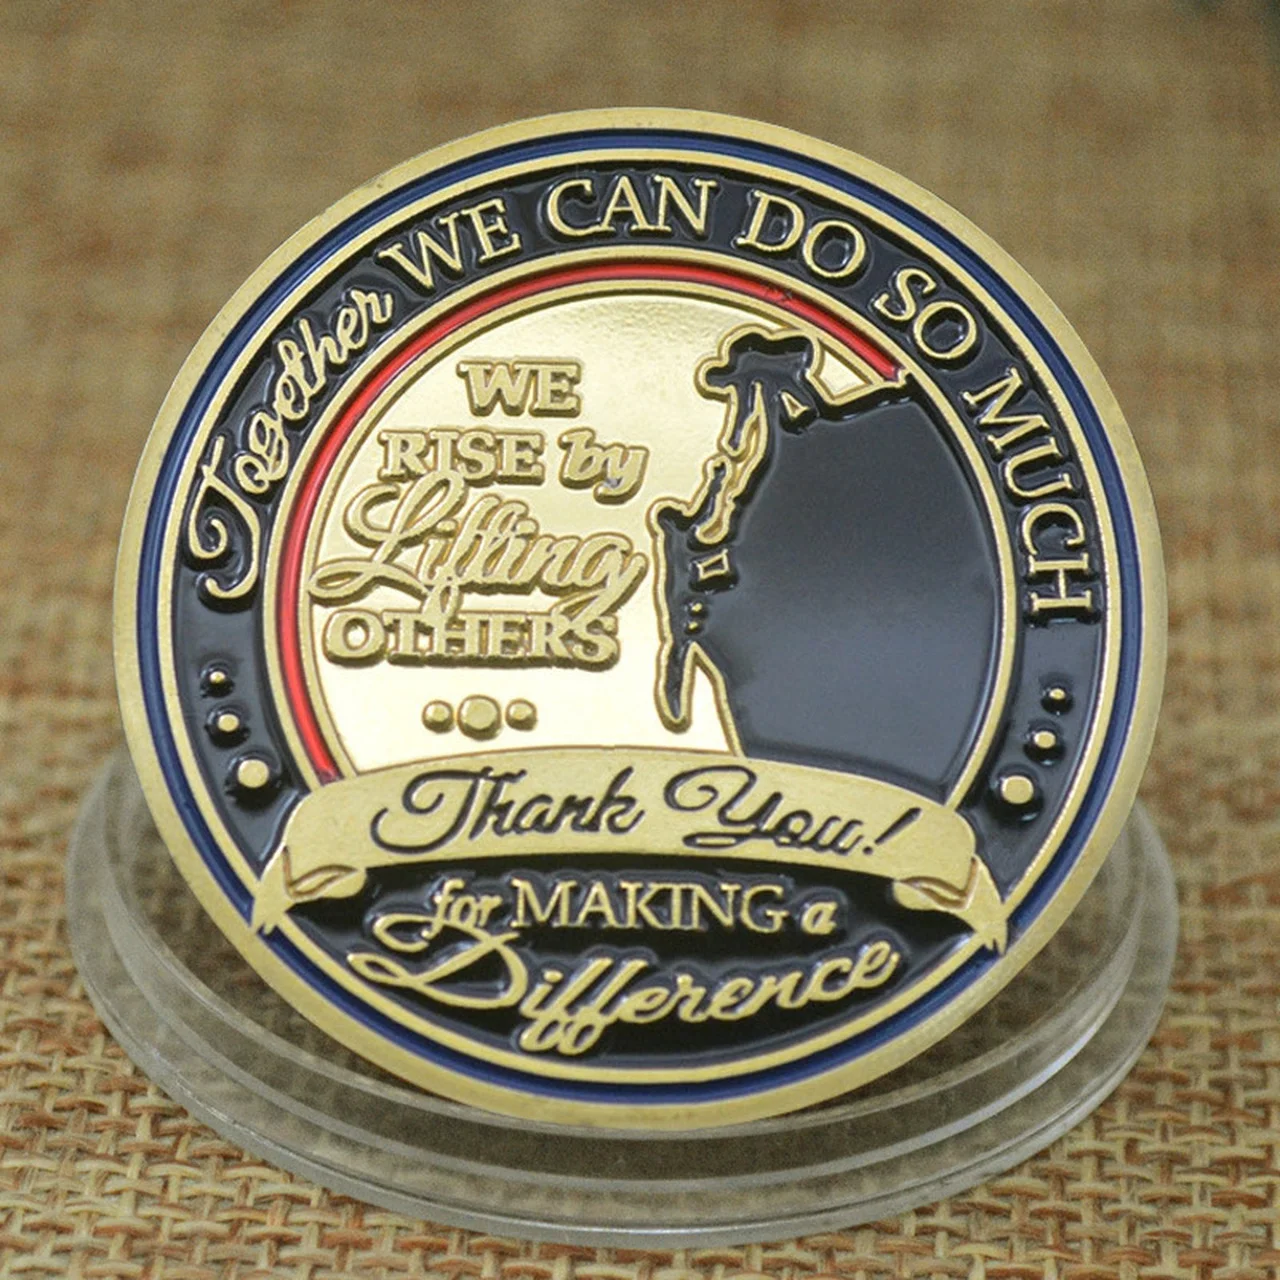 Together WE CAN DO SO MUCH
WE
RISE by
Lifting
OTHERS
Thank You!
for MAKING a
Difference